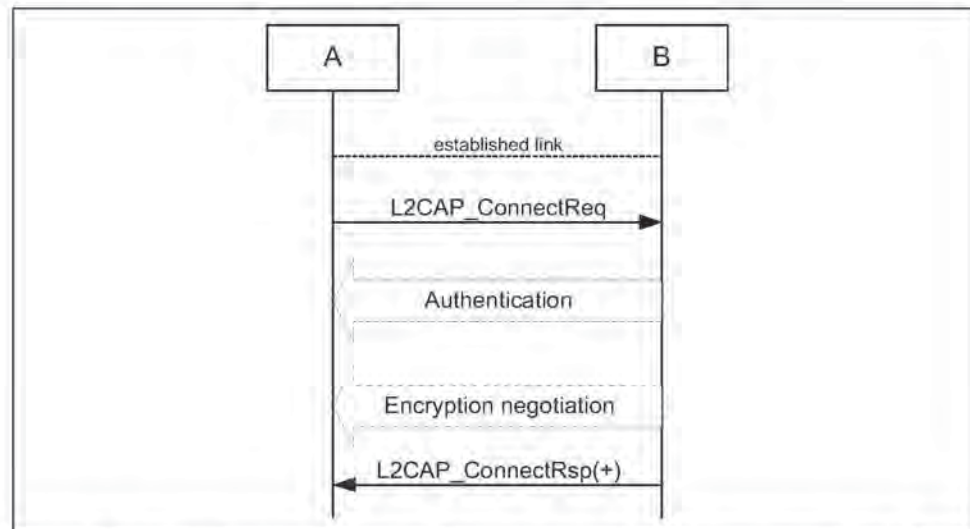 A
B
established link
L2CAP_ConnectReq
Authentication
Encryption negotiation
L2CAP_ConnectRsp(+)